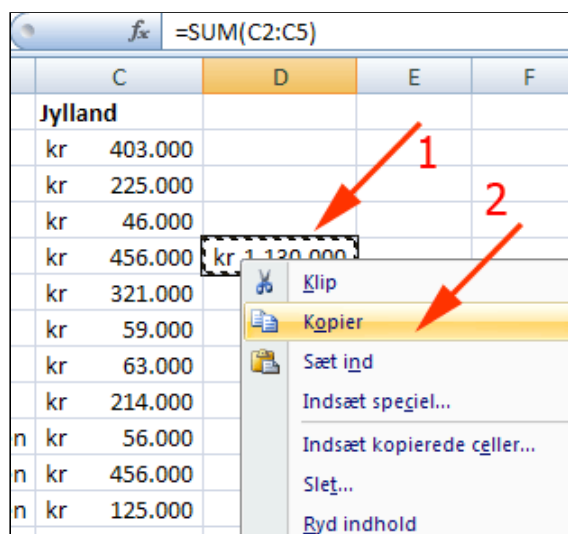 fx =SUM(C2:C5)
C D E F
Jylland
kr 403.000
1
kr 225.000
2
kr 46.000
kr 456.000 kr 1.130.000
kr 321.000 Klip
kr 59.000 Kopier
kr 63.000 Sæt ind
kr 214.000 Indsæt speciel...
n kr 56.000 Indsæt kopierede celler...
n kr 456.000 Slet...
n kr 125.000 Ryd indhold